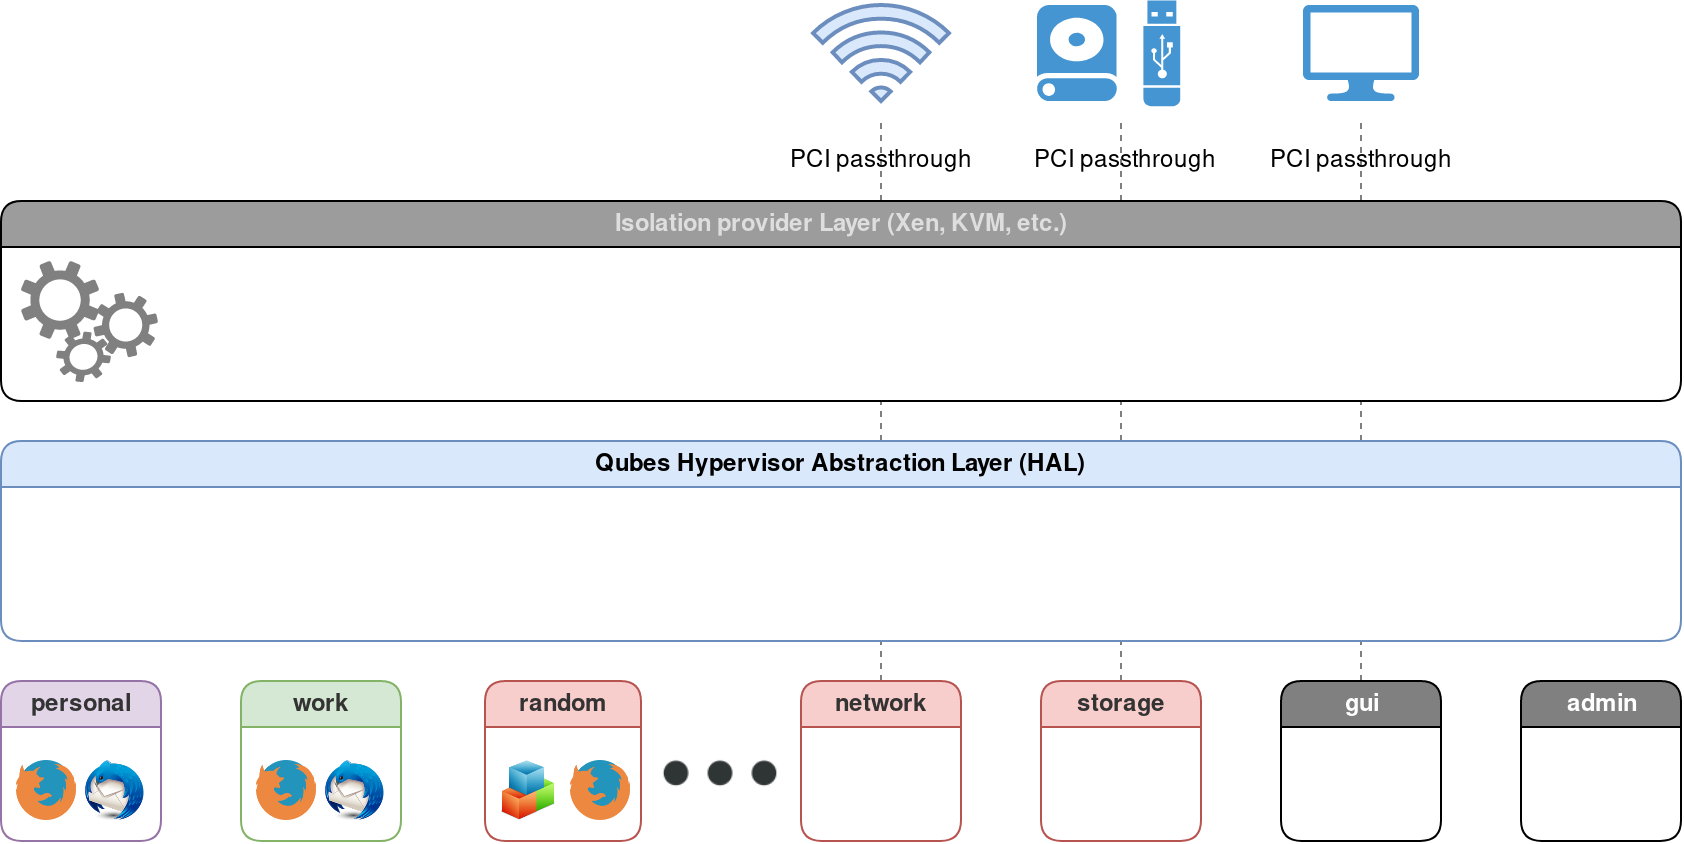 PCI passthrough
PCI passthrough
PCI passthrough
Isolation provider Layer (Xen, KVM, etc.)
Qubes Hypervisor Abstraction Layer (HAL)
personal
work
random
network
storage
gui
admin